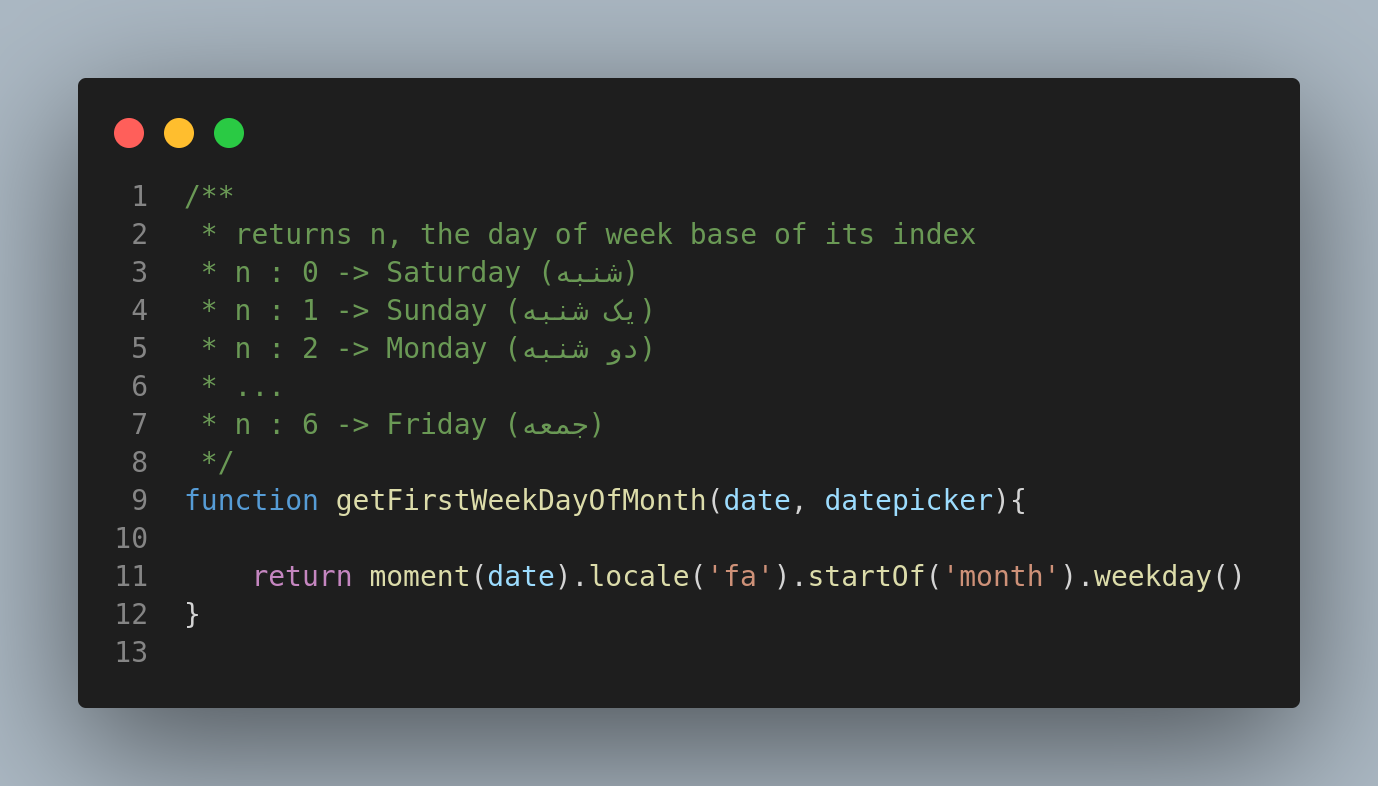 1 /**
2  * returns n, the day of week base of its index
3  * n : 0 -> Saturday (شنبه)
4  * n : 1 -> Sunday (یک شنبه)
5  * n : 2 -> Monday (دو شنبه)
6  * ...
7  * n : 6 -> Friday (جمعه)
8  */
9 function getFirstWeekDayOfMonth(date, datepicker){
10
11     return moment(date).locale('fa').startOf('month').weekday()
12 }
13